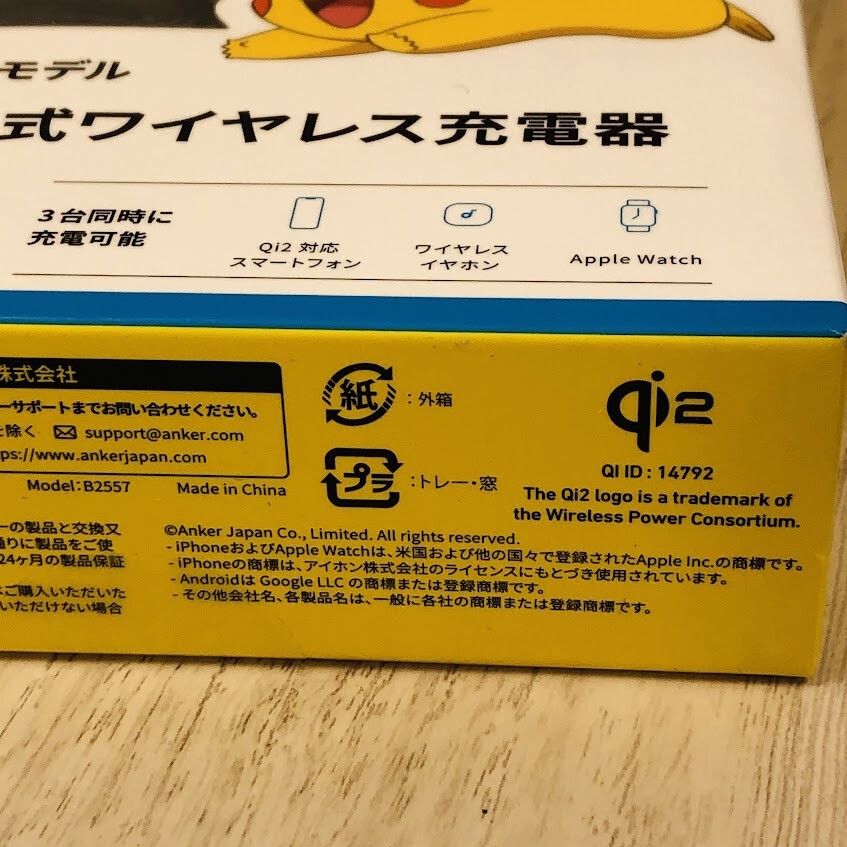 モデル
式ワイヤレス充電器
3台同時に
充電可能
Qi2 対応
スマートフォン
ワイヤレス
イヤホン
Apple Watch
株式会社
ーサポートまでお問い合わせください。
を除く support@anker.com
ps://www.ankerjapan.com
Model:B2557 Made in China
ーの製品と交換又
通りに製品をご使
24ヶ月の製品保証
ご購入いただいた
いただけない場合
紙 : 外箱
プラ : トレー・窓
qi2
QI ID : 14792
The Qi2 logo is a trademark of
the Wireless Power Consortium.
©Anker Japan Co., Limited. All rights reserved.
- iPhoneおよびApple Watchは、米国および他の国々で登録されたApple Inc.の商標です。
- iPhoneの商標は、アイホン株式会社のライセンスにもとづき使用されています。
- Androidは Google LLC の商標または登録商標です。
- その他会社名、各製品名は、一般に各社の商標または登録商標です。